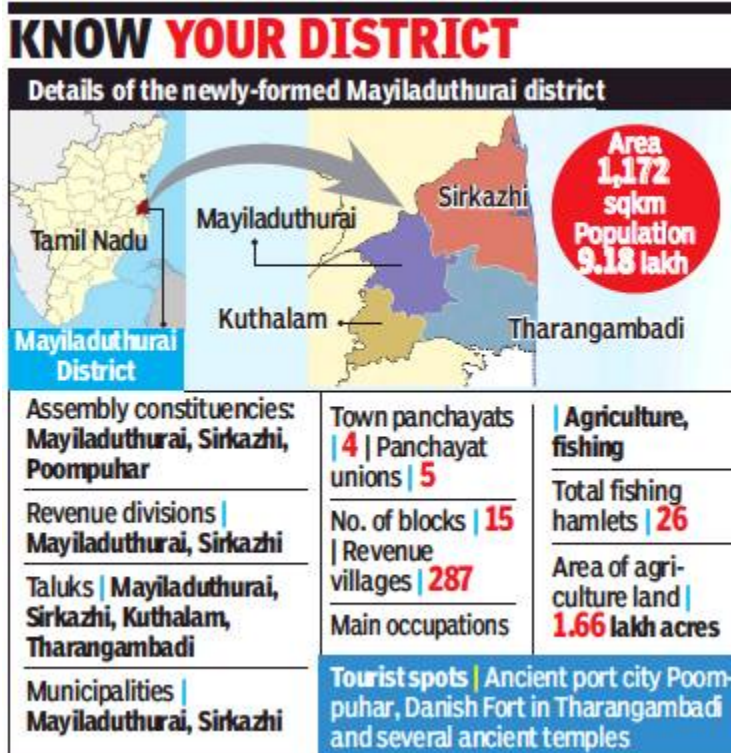 KNOW YOUR DISTRICT
Details of the newly-formed Mayiladuthurai district
Tamil Nadu
Mayiladuthurai
District
Mayiladuthurai
Sirkazhi
Kuthalam
Tharangambadi
Area
1,172
sqkm
Population
9.18 lakh
Assembly constituencies:
Mayiladuthurai, Sirkazhi,
Poompuhar
Revenue divisions |
Mayiladuthurai, Sirkazhi
Taluks | Mayiladuthurai,
Sirkazhi, Kuthalam,
Tharangambadi
Municipalities |
Mayiladuthurai, Sirkazhi
Town panchayats
| 4 | Panchayat
unions | 5
No. of blocks | 15
| Revenue
villages | 287
Main occupations
| Agriculture,
fishing
Total fishing
hamlets | 26
Area of agri-
culture land |
1.66 lakh acres
Tourist spots | Ancient port city Poom-
puhar, Danish Fort in Tharangambadi
and several ancient temples